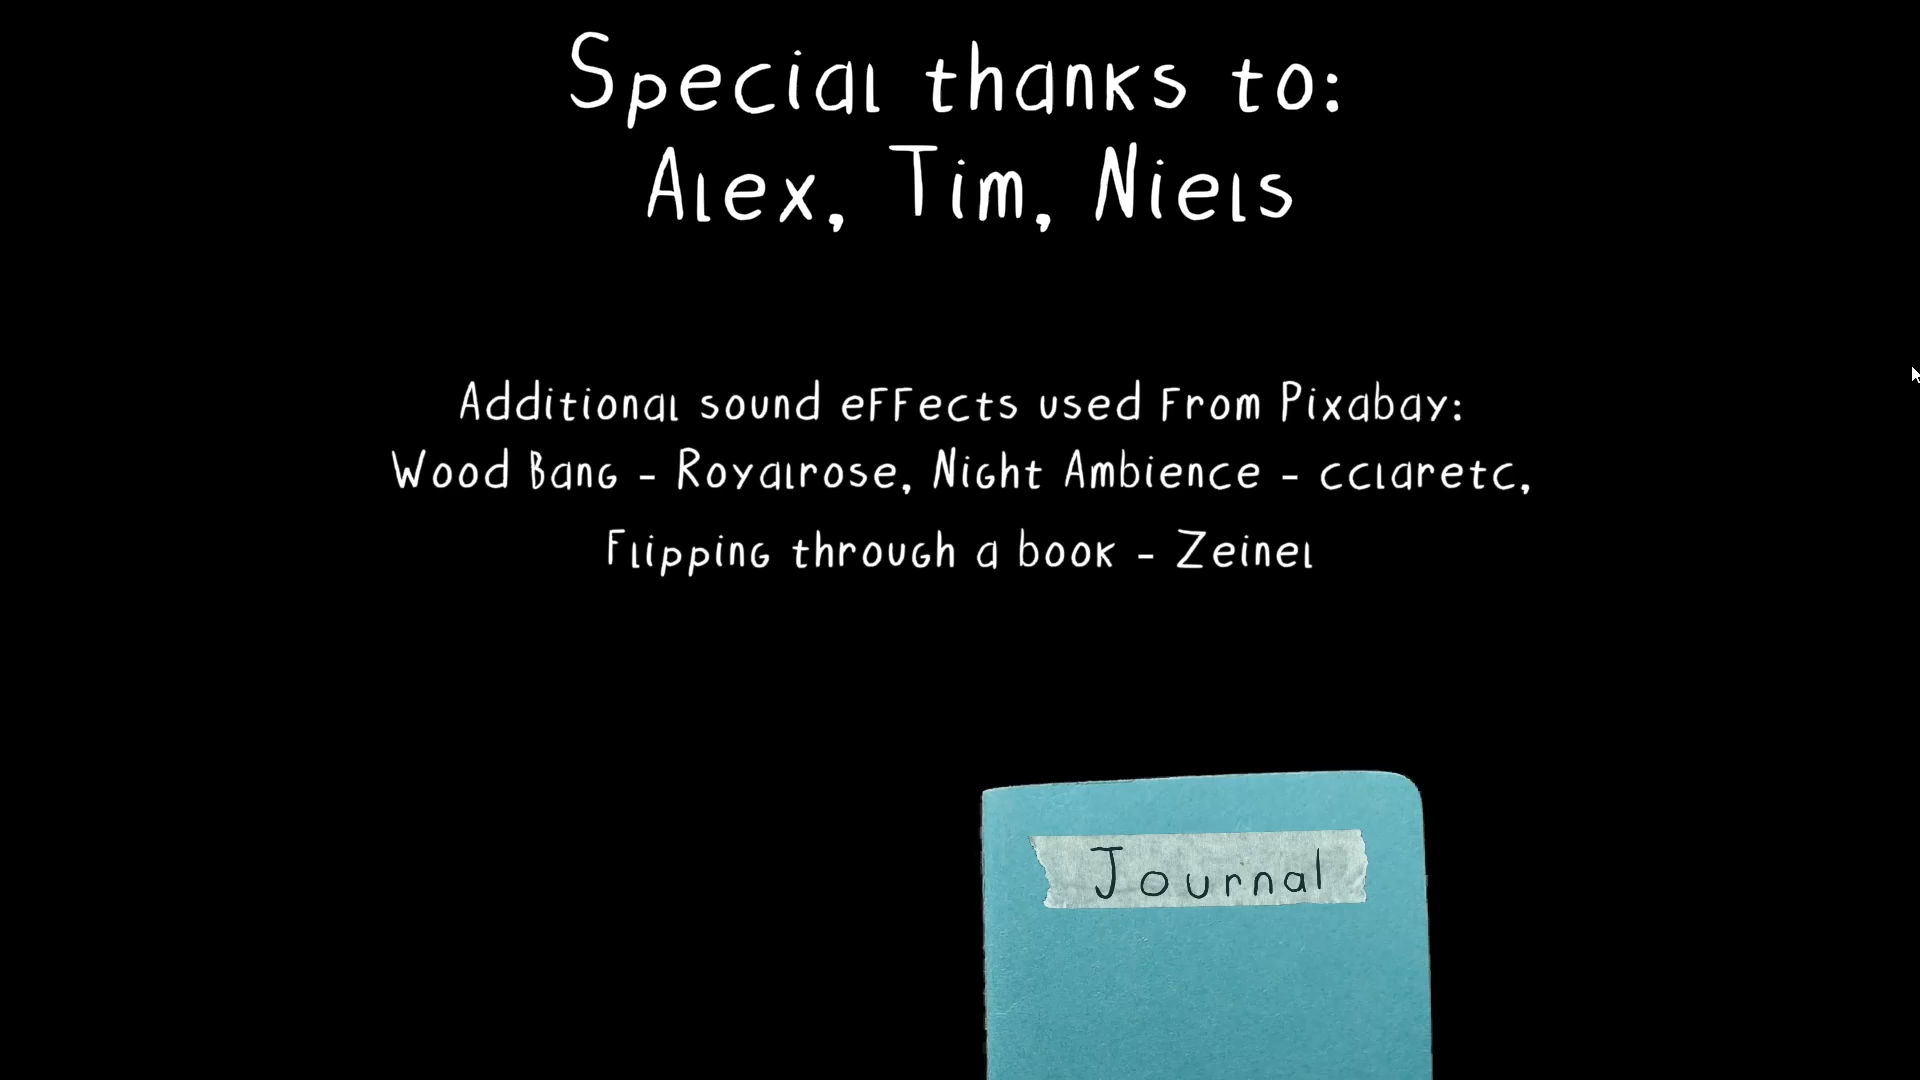 Special thanks to:
Alex, Tim, Niels
Additional sound effects used from Pixabay:
Wood Bang - Royalrose, Night Ambience - cclaretc,
Flipping through a book - Zeinel
Journal